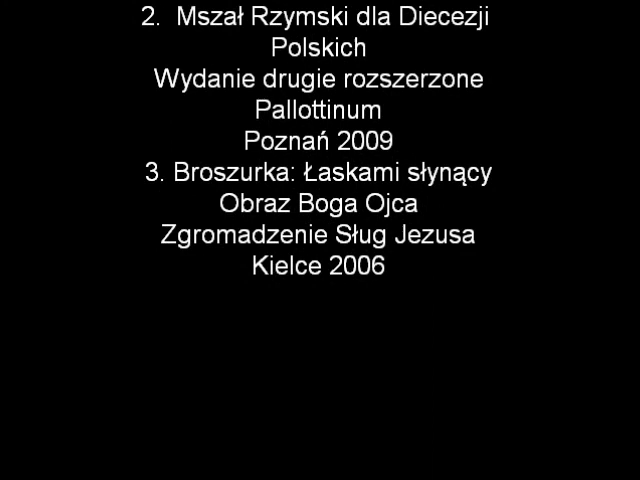 2.  Mszał Rzymski dla Diecezji
Polskich
Wydanie drugie rozszerzone
Pallottinum
Poznań 2009
3. Broszurka: Łaskami słynący
Obraz Boga Ojca
Zgromadzenie Sług Jezusa
Kielce 2006